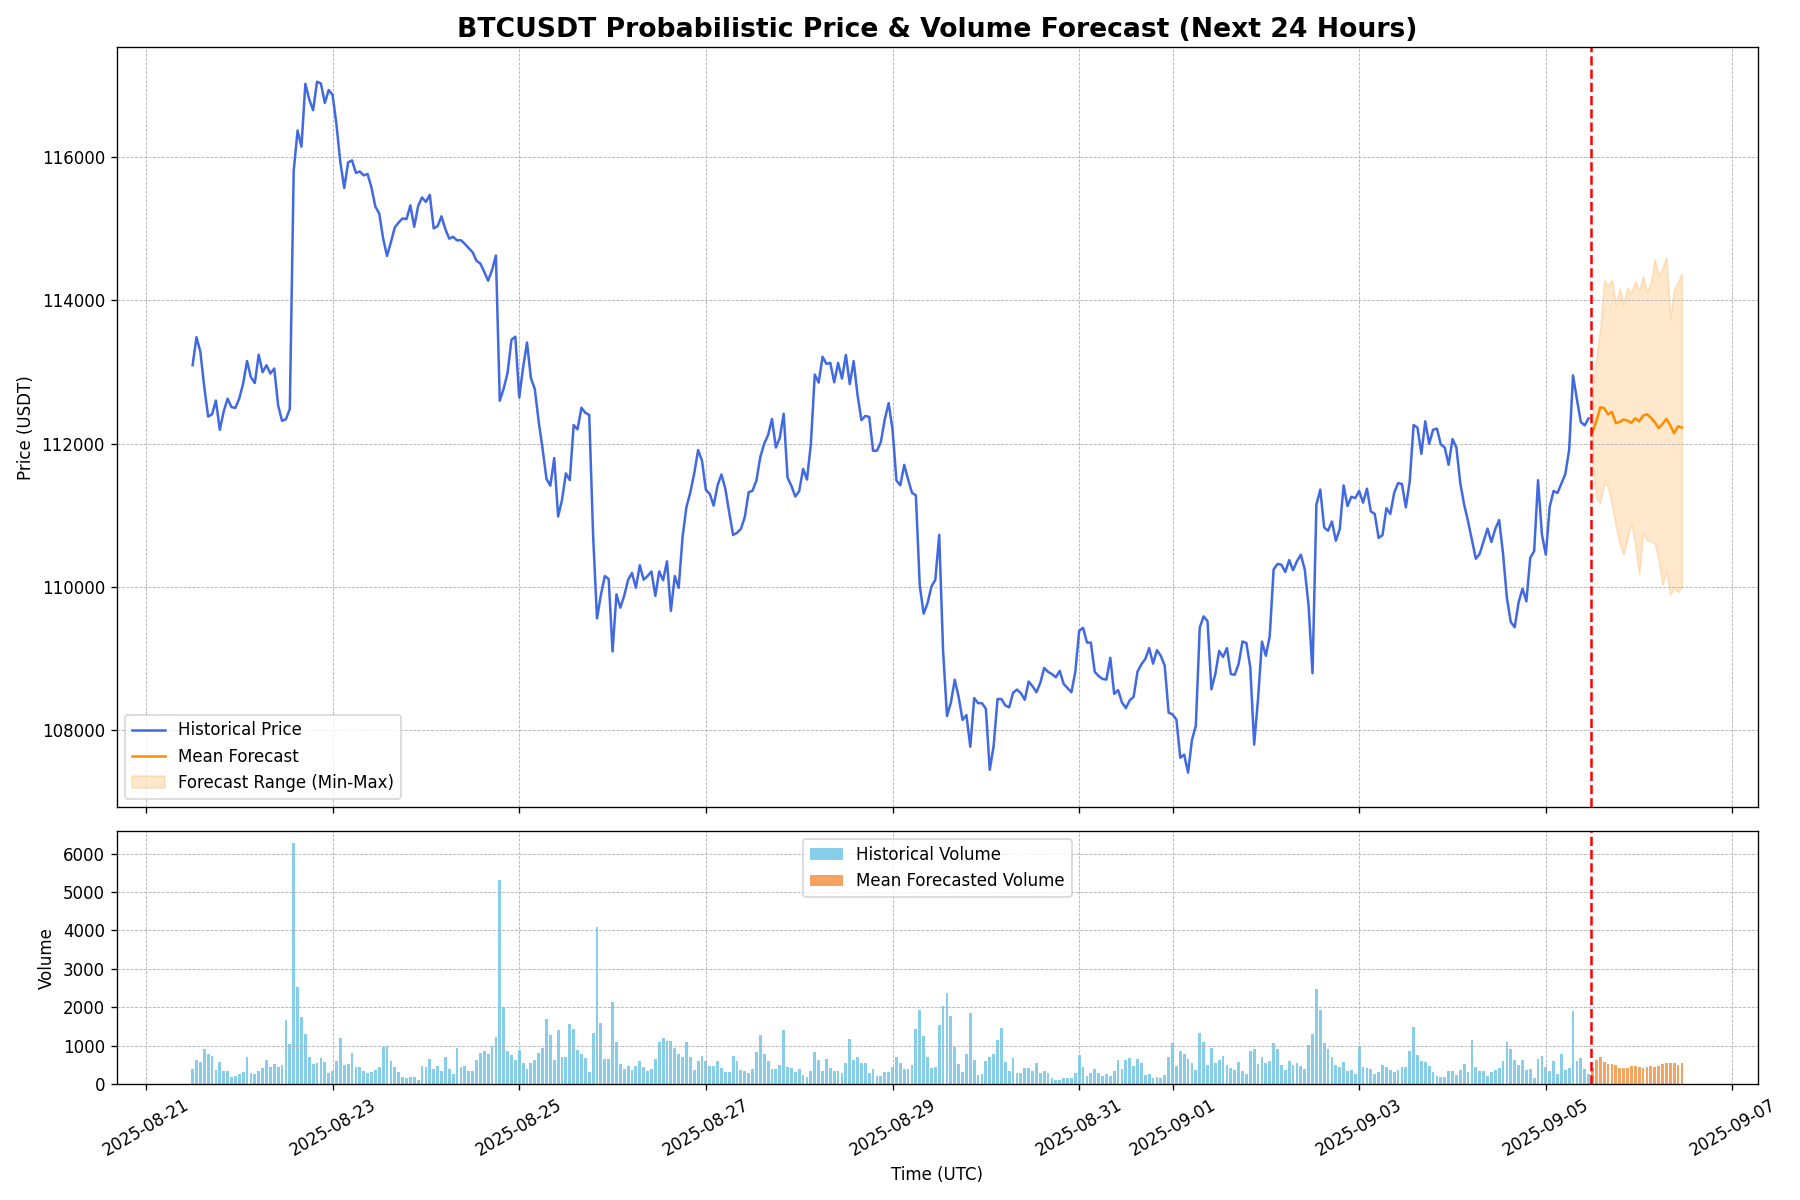 BTCUSDT Probabilistic Price & Volume Forecast (Next 24 Hours)
Price (USDT)
116000
114000
112000
110000
108000
Historical Price
Mean Forecast
Forecast Range (Min-Max)
Volume
6000
5000
4000
3000
2000
1000
0
Historical Volume
Mean Forecasted Volume
2025-08-21
2025-08-23
2025-08-25
2025-08-27
2025-08-29
2025-08-31
2025-09-01
2025-09-03
2025-09-05
2025-09-07
Time (UTC)